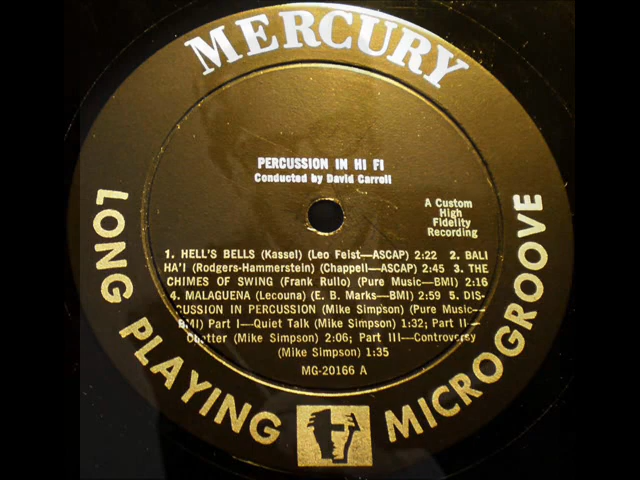 MERCURY
PERCUSSION IN HI FI
Conducted by David Carroll
A Custom
High
Fidelity
Recording
1. HELL'S BELLS (Kassel) (Leo Feist—ASCAP) 2:22 2. BALI
HA'I (Rodgers-Hammerstein) (Chappell—ASCAP) 2:45 3. THE
CHIMES OF SWING (Frank Rullo) (Pure Music—BMI) 2:16
4. MALAGUENA (Lecouna) (E. B. Marks—BMI) 2:59 5. DIS-
CUSSION IN PERCUSSION (Mike Simpson) (Pure Music—
BMI) Part I—Quiet Talk (Mike Simpson) 1:32; Part II—
Chatter (Mike Simpson) 2:06; Part III—Controversy
(Mike Simpson) 1:35
MG-20166 A
LONG PLAYING MICROGROOVE